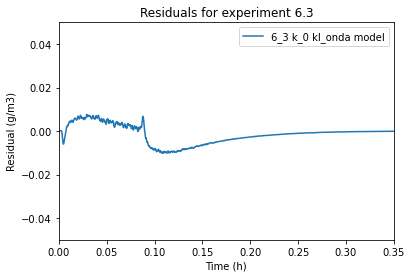 Residuals for experiment 6.3
6_3 k_0 kl_onda model
Residual (g/m3)
0.04
0.02
0.00
−0.02
−0.04
0.00 0.05 0.10 0.15 0.20 0.25 0.30 0.35
Time (h)